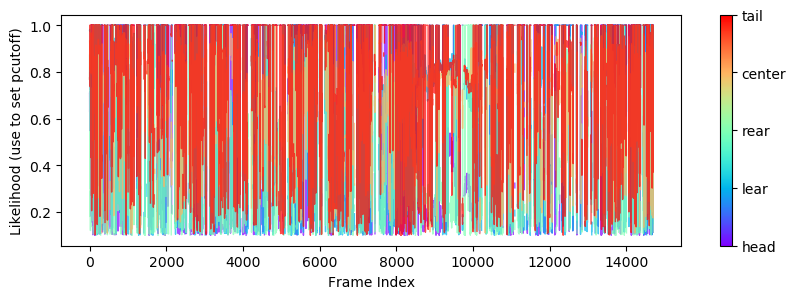 Likelihood (use to set pcutoff)
1.0
0.8
0.6
0.4
0.2
0 2000 4000 6000 8000 10000 12000 14000
Frame Index
tail
center
rear
lear
head